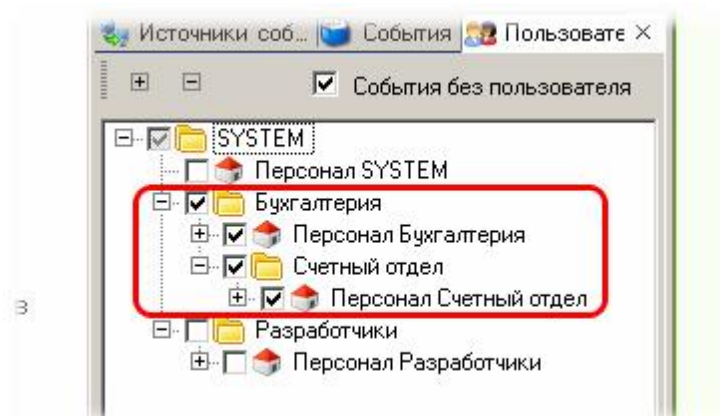 Источники соб... События Пользовате
События без пользователя
SYSTEM
Персонал SYSTEM
Бухгалтерия
Персонал Бухгалтерия
Счетный отдел
Персонал Счетный отдел
в
Разработчики
Персонал Разработчики